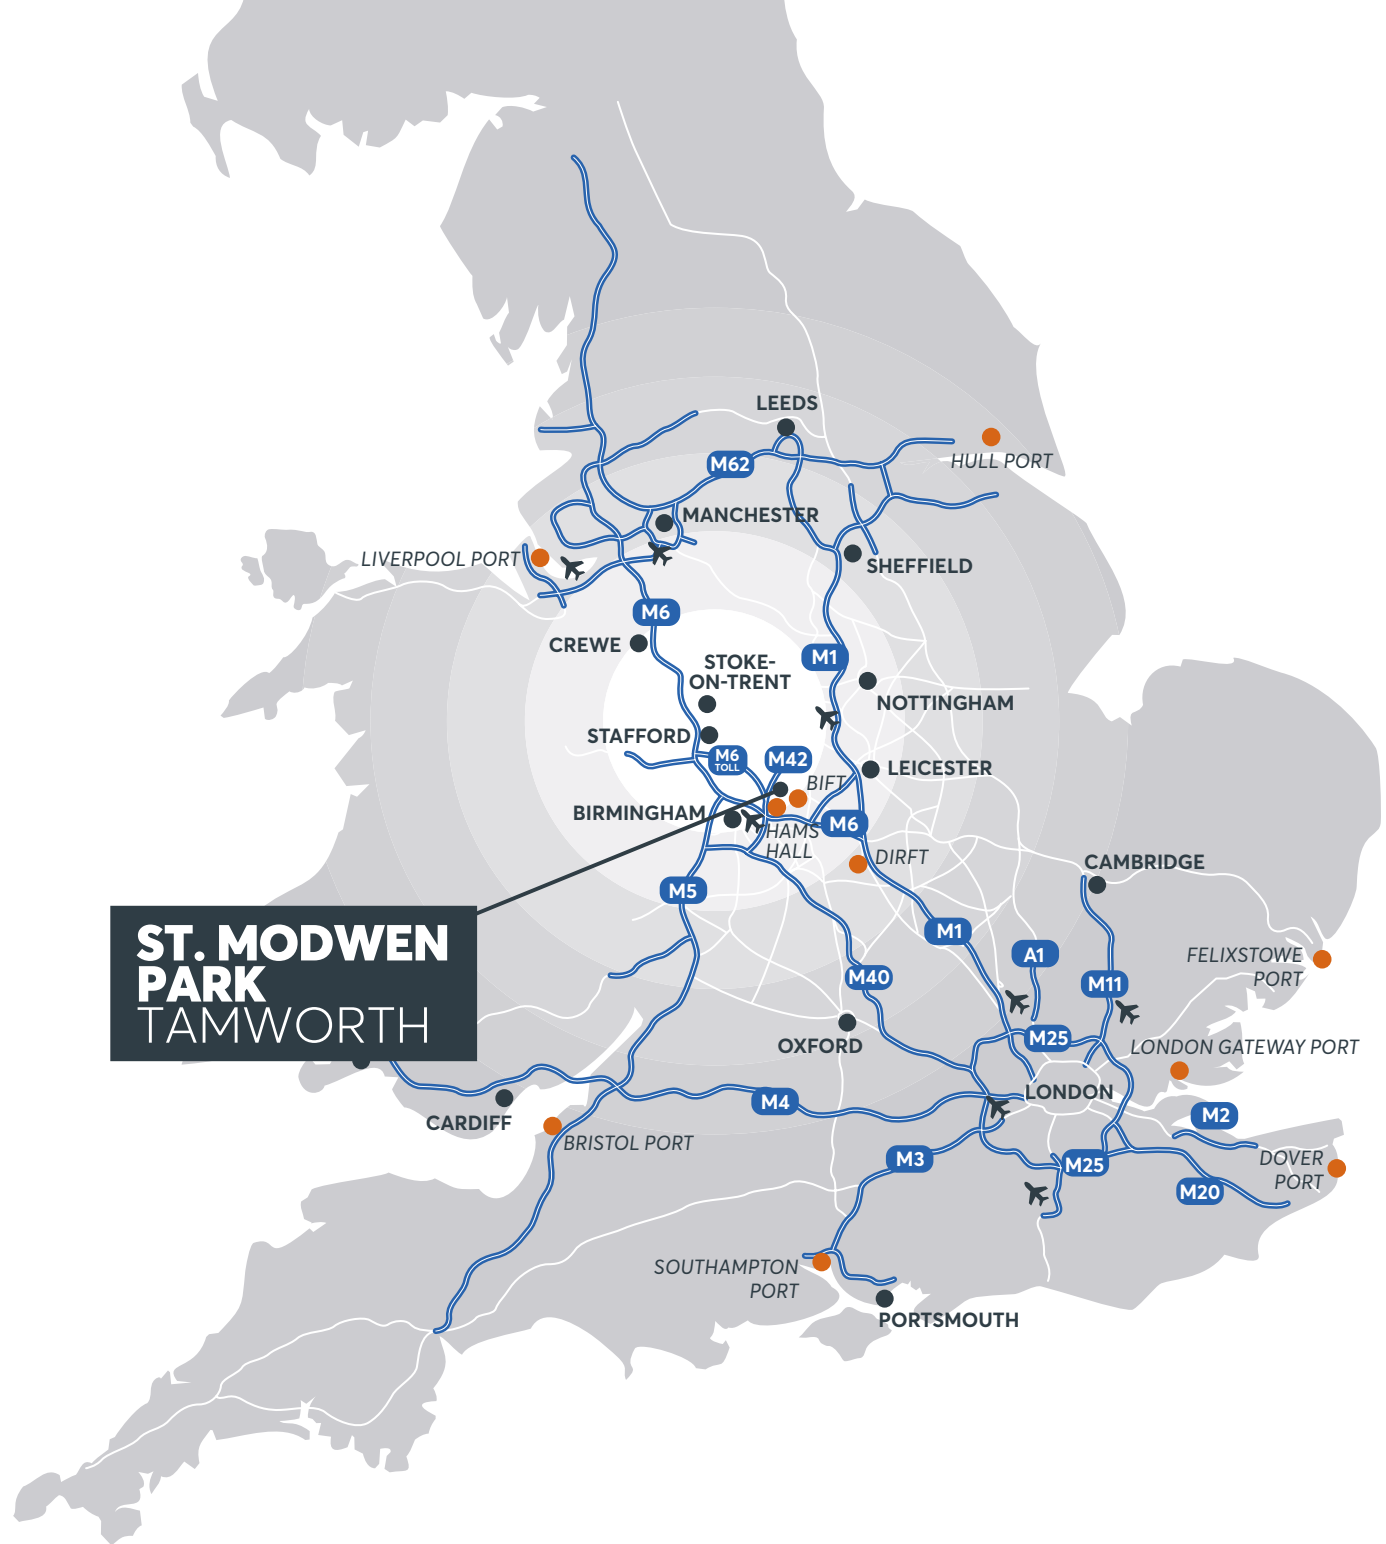 LEEDS
HULL PORT
M62
MANCHESTER
LIVERPOOL PORT
SHEFFIELD
M6
CREWE
STOKE-
ON-TRENT
M1
NOTTINGHAM
STAFFORD
M6
TOLL
M42
LEICESTER
BIFT
BIRMINGHAM
HAMS
HALL
M6
DIRFT
CAMBRIDGE
M5
ST. MODWEN
PARK
TAMWORTH
M1
A1
FELIXSTOWE
PORT
M40
M11
OXFORD
M25
LONDON GATEWAY PORT
LONDON
M4
M2
CARDIFF
BRISTOL PORT
M3
M25
DOVER
PORT
M20
SOUTHAMPTON
PORT
PORTSMOUTH